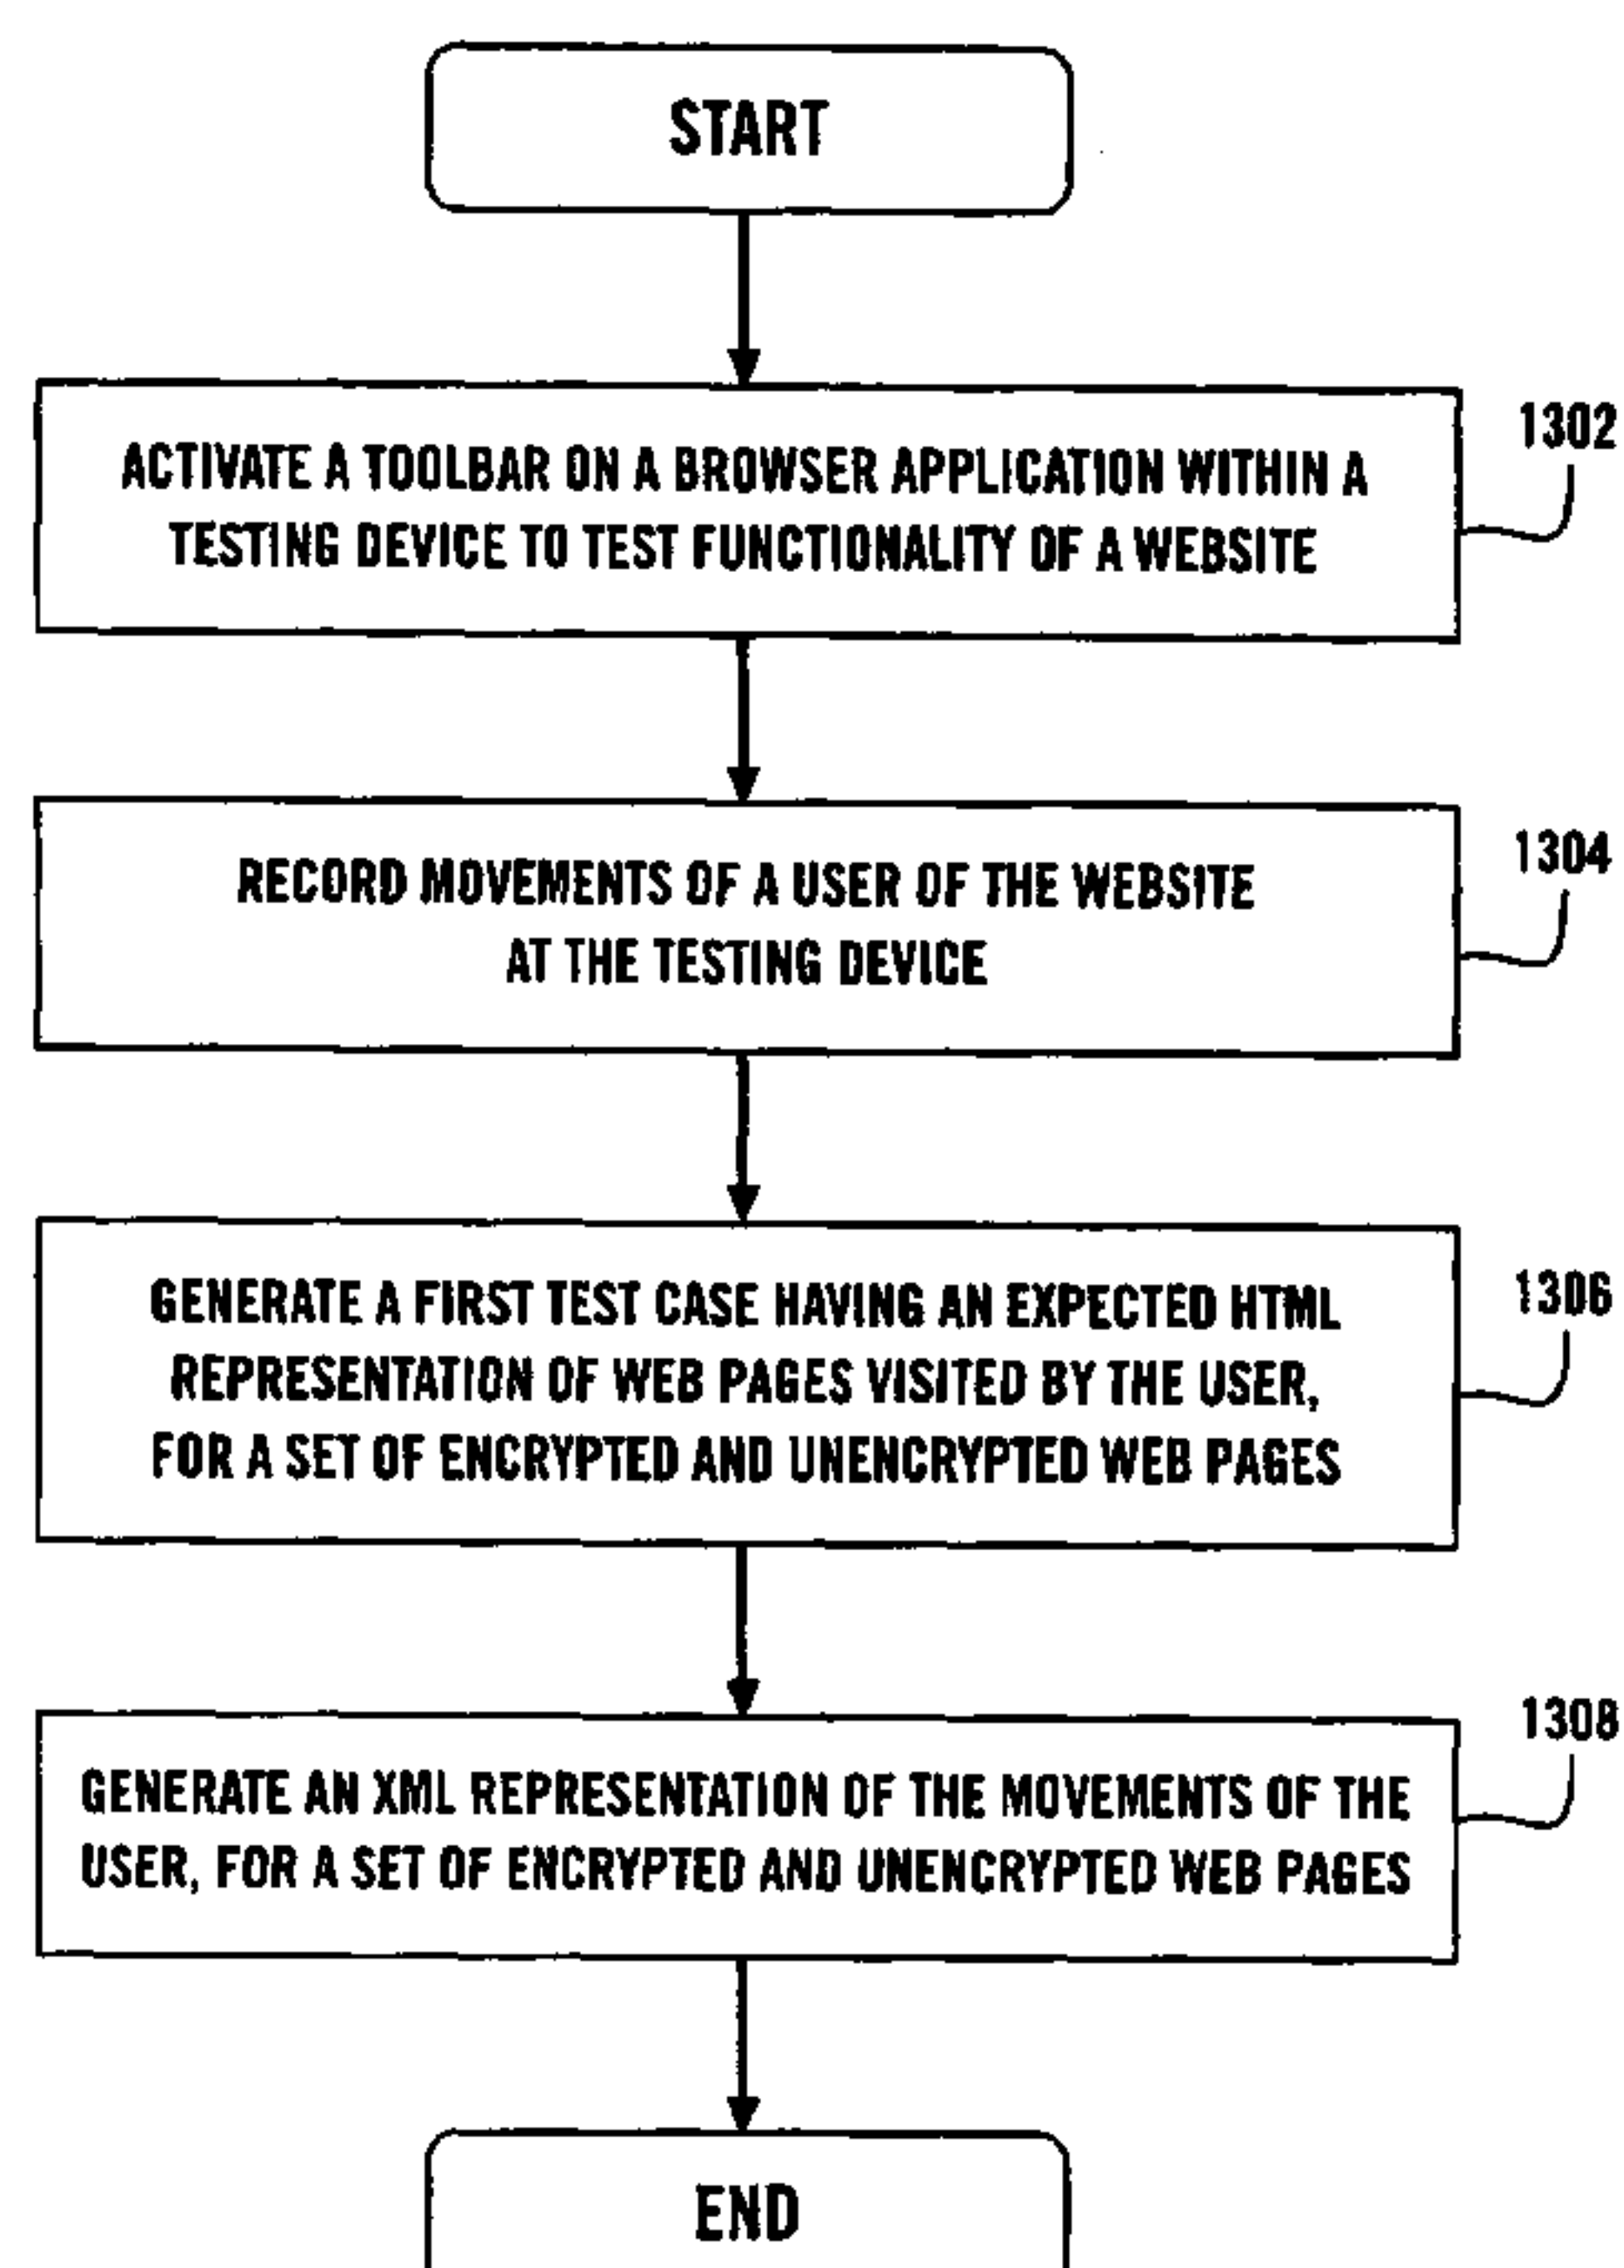 START
ACTIVATE A TOOLBAR ON A BROWSER APPLICATION WITHIN A
TESTING DEVICE TO TEST FUNCTIONALITY OF A WEBSITE
1302
RECORD MOVEMENTS OF A USER OF THE WEBSITE
AT THE TESTING DEVICE
1304
GENERATE A FIRST TEST CASE HAVING AN EXPECTED HTML
REPRESENTATION OF WEB PAGES VISITED BY THE USER,
FOR A SET OF ENCRYPTED AND UNENCRYPTED WEB PAGES
1306
GENERATE AN XML REPRESENTATION OF THE MOVEMENTS OF THE
USER, FOR A SET OF ENCRYPTED AND UNENCRYPTED WEB PAGES
1308
END